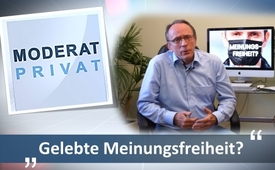 MODERAT
PRIVAT
MEINUNGS-
FREIHEIT?
„ Gelebte Meinungsfreiheit? “